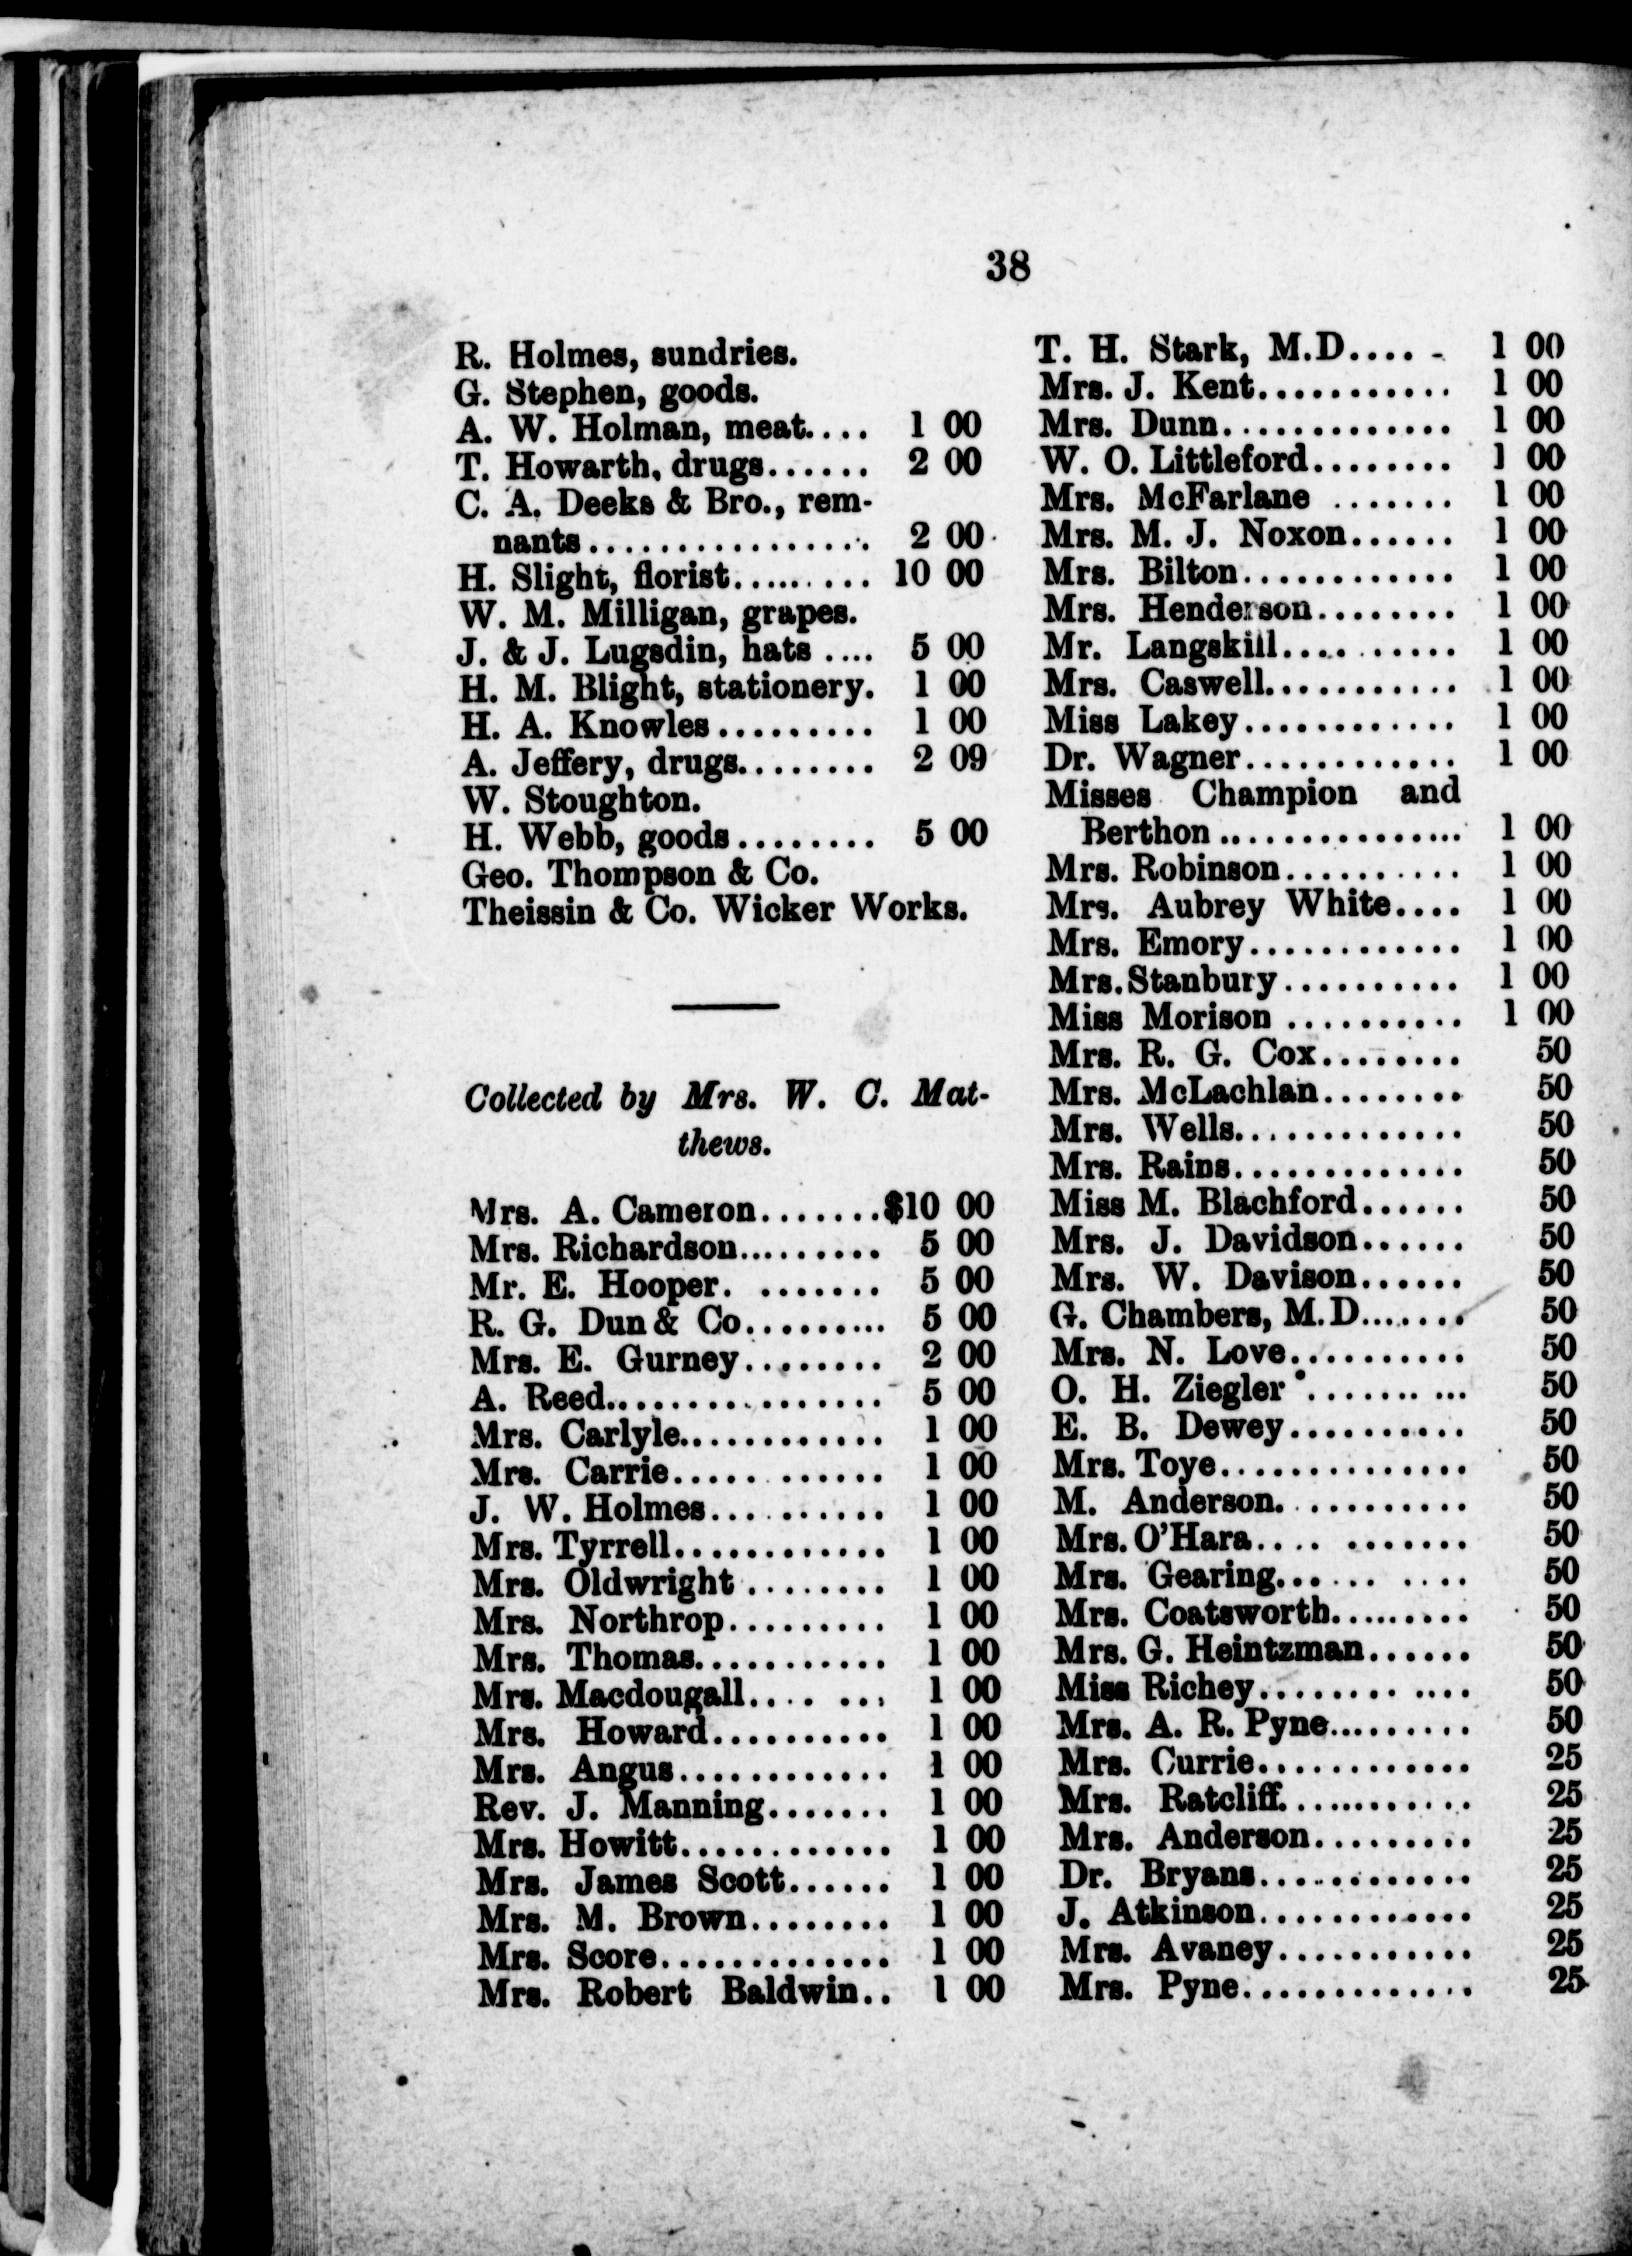 38
R. Holmes, sundries.
G. Stephen, goods.
A. W. Holman, meat.... 1 00
T. Howarth, drugs...... 2 00
C. A. Deeks & Bro., rem-
nants................ 2 00
H. Slight, florist......... 10 00
W. M. Milligan, grapes.
J. & J. Lugsdin, hats .... 5 00
H. M. Blight, stationery. 1 00
H. A. Knowles......... 1 00
A. Jeffery, drugs........ 2 09
W. Stoughton.
H. Webb, goods........ 5 00
Geo. Thompson & Co.
Theissin & Co. Wicker Works.
Collected by Mrs. W. C. Mat-
thews.
Mrs. A. Cameron.......$10 00
Mrs. Richardson......... 5 00
Mr. E. Hooper. ....... 5 00
R. G. Dun & Co.......... 5 00
Mrs. E. Gurney........ 2 00
A. Reed................ 5 00
Mrs. Carlyle............ 1 00
Mrs. Carrie............ 1 00
J. W. Holmes.......... 1 00
Mrs. Tyrrell............ 1 00
Mrs. Oldwright ........ 1 00
Mrs. Northrop......... 1 00
Mrs. Thomas........... 1 00
Mrs. Macdougall.... ... 1 00
Mrs. Howard.......... 1 00
Mrs. Angus............ 1 00
Rev. J. Manning....... 1 00
Mrs. Howitt............ 1 00
Mrs. James Scott...... 1 00
Mrs. M. Brown........ 1 00
Mrs. Score............. 1 00
Mrs. Robert Baldwin.. 1 00
T. H. Stark, M.D.... . 1 00
Mrs. J. Kent........... 1 00
Mrs. Dunn............. 1 00
W. O. Littleford........ 1 00
Mrs. McFarlane ....... 1 00
Mrs. M. J. Noxon...... 1 00
Mrs. Bilton............ 1 00
Mrs. Henderson........ 1 00
Mr. Langskill.......... 1 00
Mrs. Caswell........... 1 00
Miss Lakey............ 1 00
Dr. Wagner............ 1 00
Misses Champion and
Berthon............... 1 00
Mrs. Robinson.......... 1 00
Mrs. Aubrey White.... 1 00
Mrs. Emory............ 1 00
Mrs. Stanbury.......... 1 00
Miss Morison .......... 1 00
Mrs. R. G. Cox........ 50
Mrs. McLachlan........ 50
Mrs. Wells............. 50
Mrs. Rains............. 50
Miss M. Blachford...... 50
Mrs. J. Davidson...... 50
Mrs. W. Davison...... 50
G. Chambers, M.D....... 50
Mrs. N. Love.......... 50
O. H. Ziegler ......... 50
E. B. Dewey.......... 50
Mrs. Toye.............. 50
M. Anderson........... 50
Mrs. O'Hara.... ....... 50
Mrs. Gearing...... .... 50
Mrs. Coatsworth......... 50
Mrs. G. Heintzman...... 50
Miss Richey........ .... 50
Mrs. A. R. Pyne......... 50
Mrs. Currie............ 25
Mrs. Ratcliff........... 25
Mrs. Anderson......... 25
Dr. Bryans............ 25
J. Atkinson............ 25
Mrs. Avaney........... 25
Mrs. Pyne............. 25